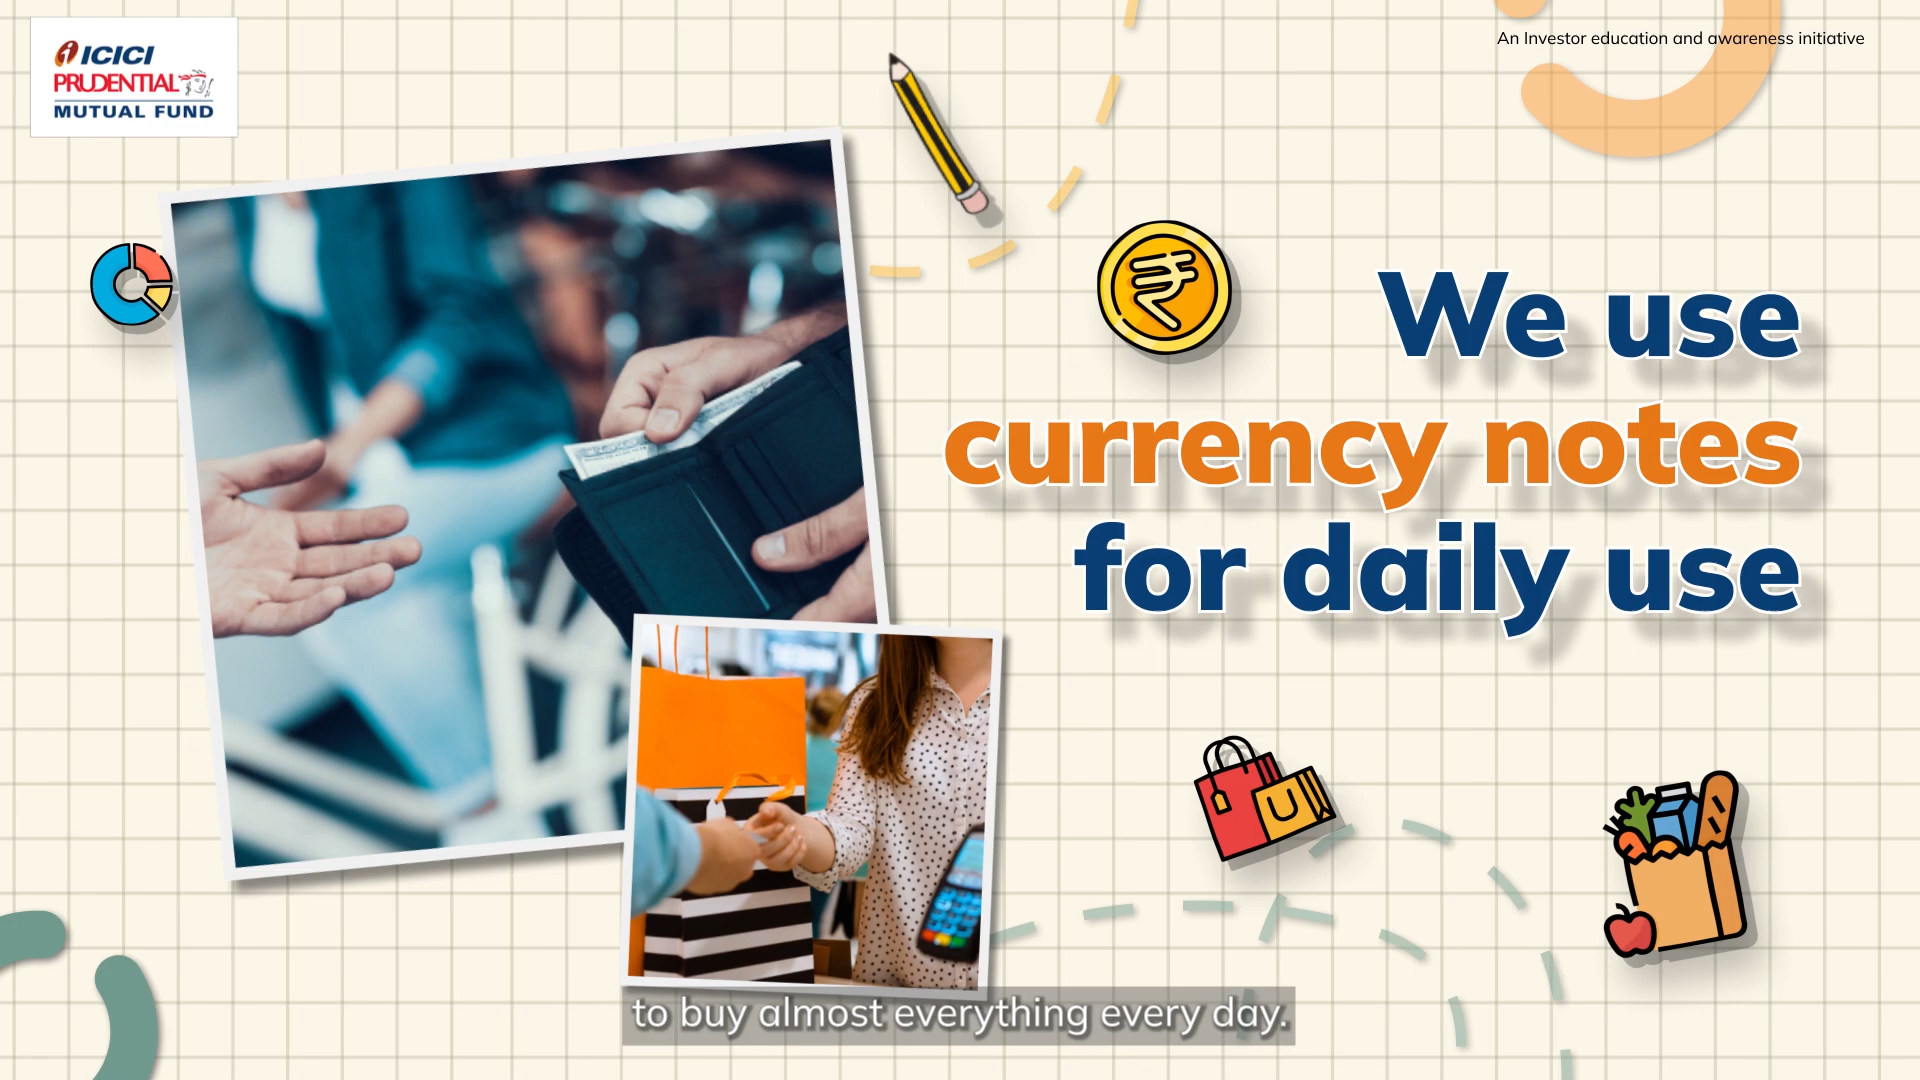 ICICI
PRUDENTIAL
MUTUAL FUND
An Investor education and awareness initiative
We use
currency notes
for daily use
to buy almost everything every day.